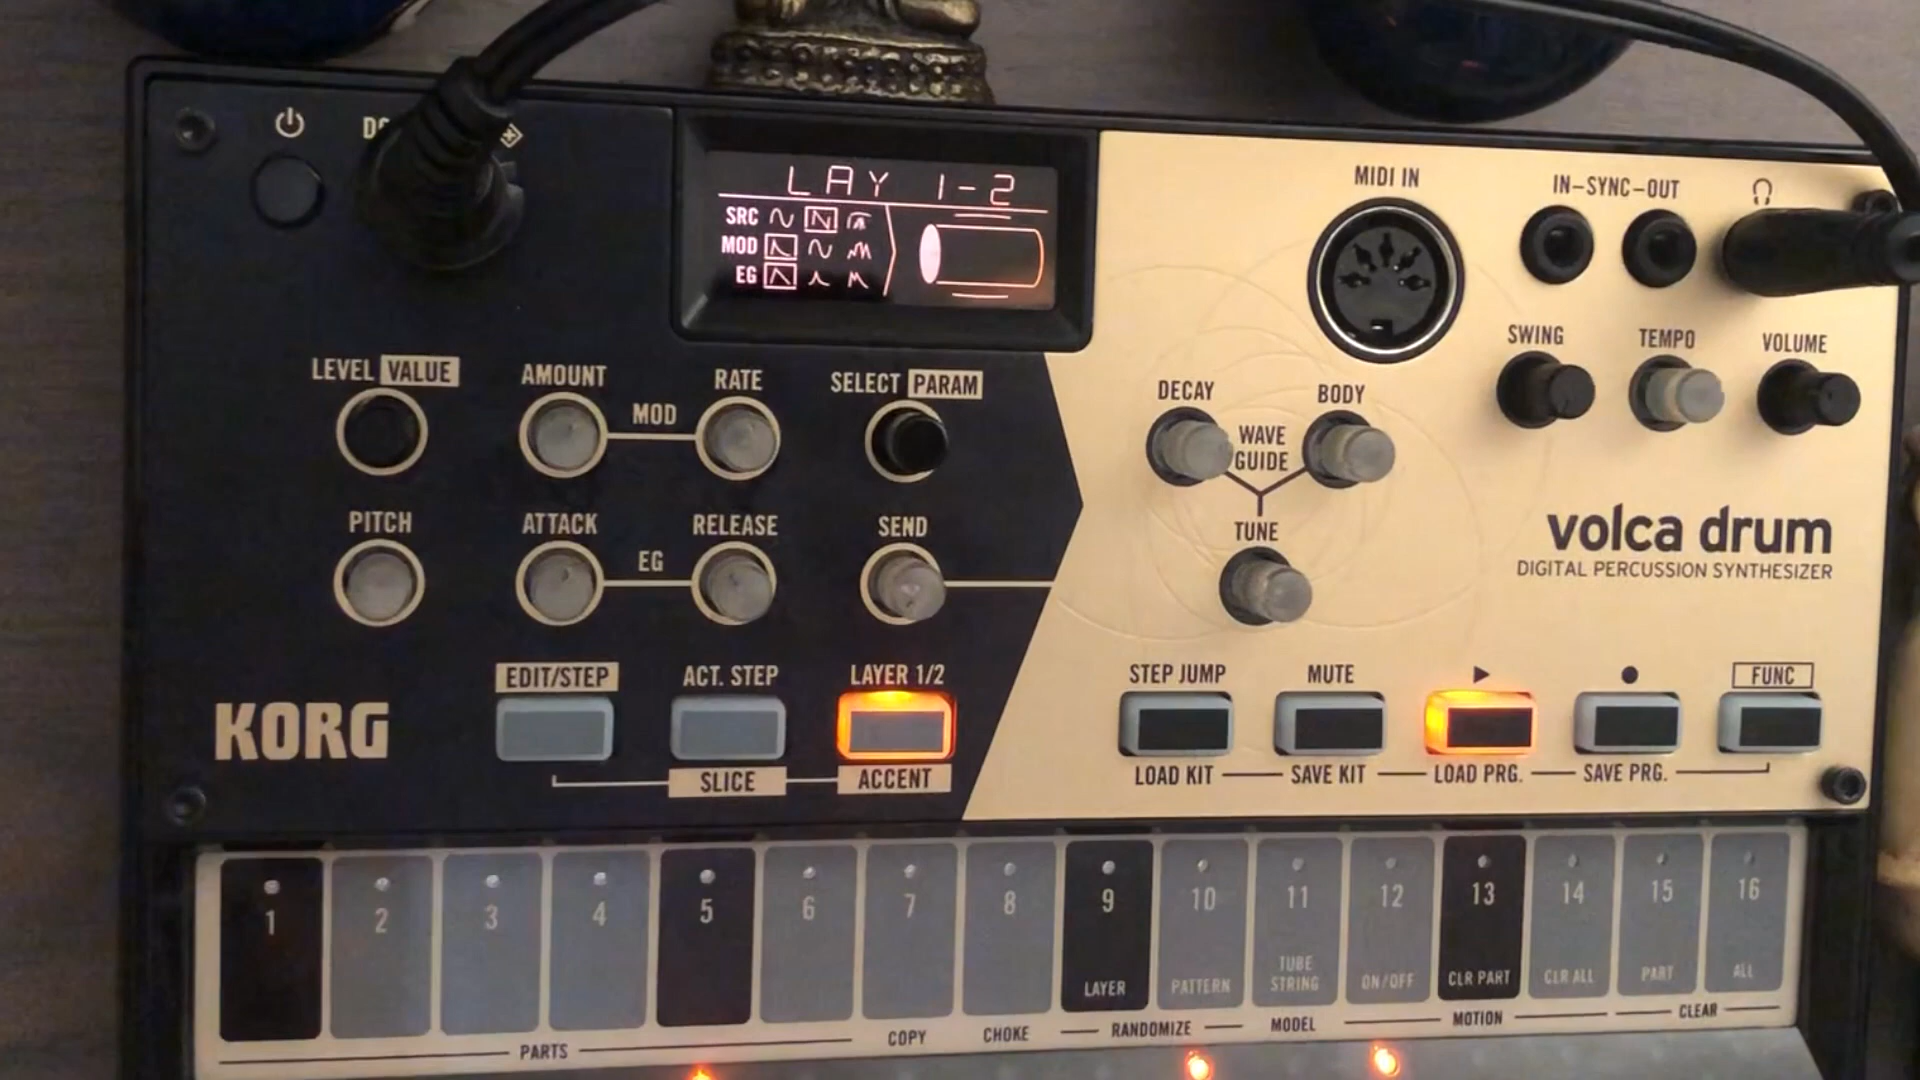 LAY 1-2
SRC
MOD
EG
MIDI IN
IN-SYNC-OUT
SWING
TEMPO
VOLUME
LEVEL VALUE
AMOUNT
MOD
RATE
SELECT PARAM
DECAY
BODY
WAVE
GUIDE
TUNE
PITCH
ATTACK
EG
RELEASE
SEND
volca drum
DIGITAL PERCUSSION SYNTHESIZER
KORG
EDIT/STEP
ACT. STEP
LAYER 1/2
STEP JUMP
MUTE
FUNC
SLICE
ACCENT
LOAD KIT
SAVE KIT
LOAD PRG.
SAVE PRG.
1 2 3 4 5 6 7 8 9 10 11 12 13 14 15 16
LAYER
PATTERN
TUBE
STRING
ON/OFF
CLR PART
CLR ALL
PART
ALL
PARTS
COPY
CHOKE
RANDOMIZE
MODEL
MOTION
CLEAR